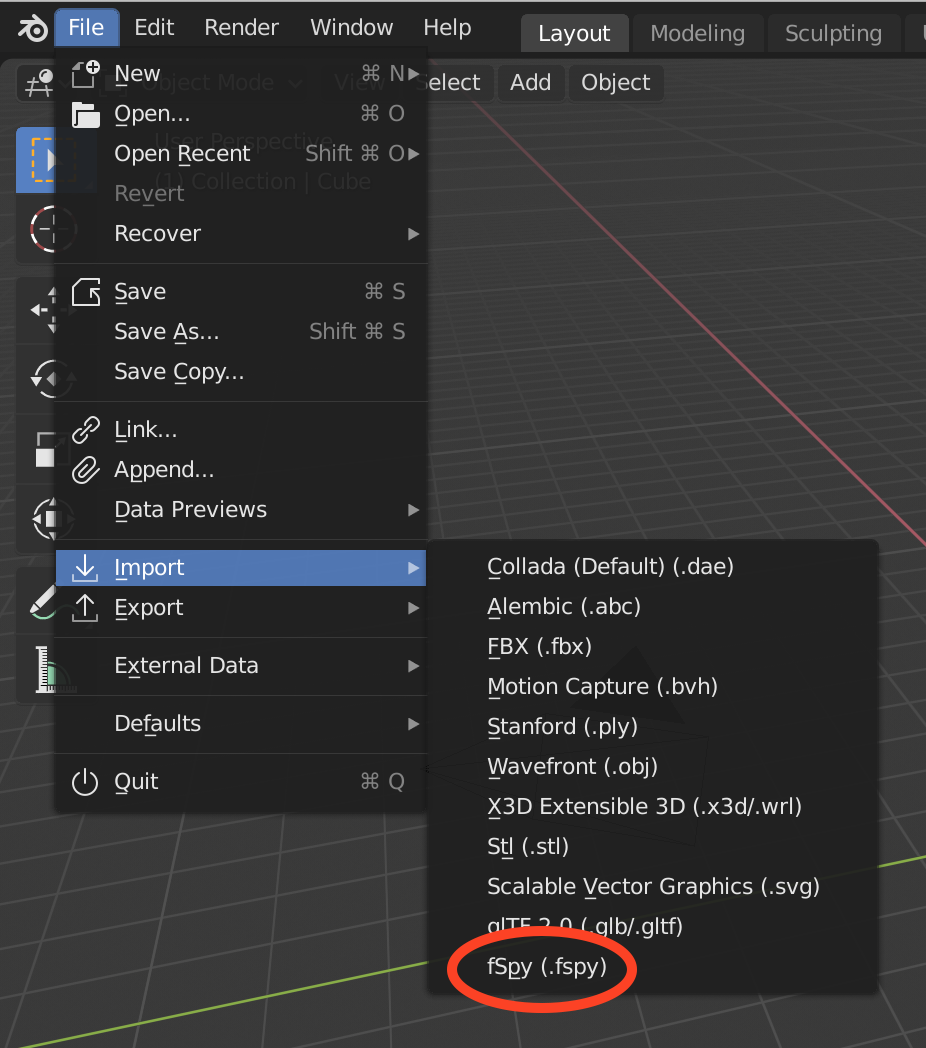 File Edit Render Window Help Layout Modeling Sculpting
Object Mode View Select Add Object
User Perspective
(1) Collection | Cube
New ⌘ N
Open... ⌘ O
Open Recent Shift ⌘ O
Revert
Recover
Save ⌘ S
Save As... Shift ⌘ S
Save Copy...
Link...
Append...
Data Previews
Import
Export
External Data
Defaults
Quit ⌘ Q
Collada (Default) (.dae)
Alembic (.abc)
FBX (.fbx)
Motion Capture (.bvh)
Stanford (.ply)
Wavefront (.obj)
X3D Extensible 3D (.x3d/.wrl)
Stl (.stl)
Scalable Vector Graphics (.svg)
glTF 2.0 (.glb/.gltf)
fSpy (.fspy)